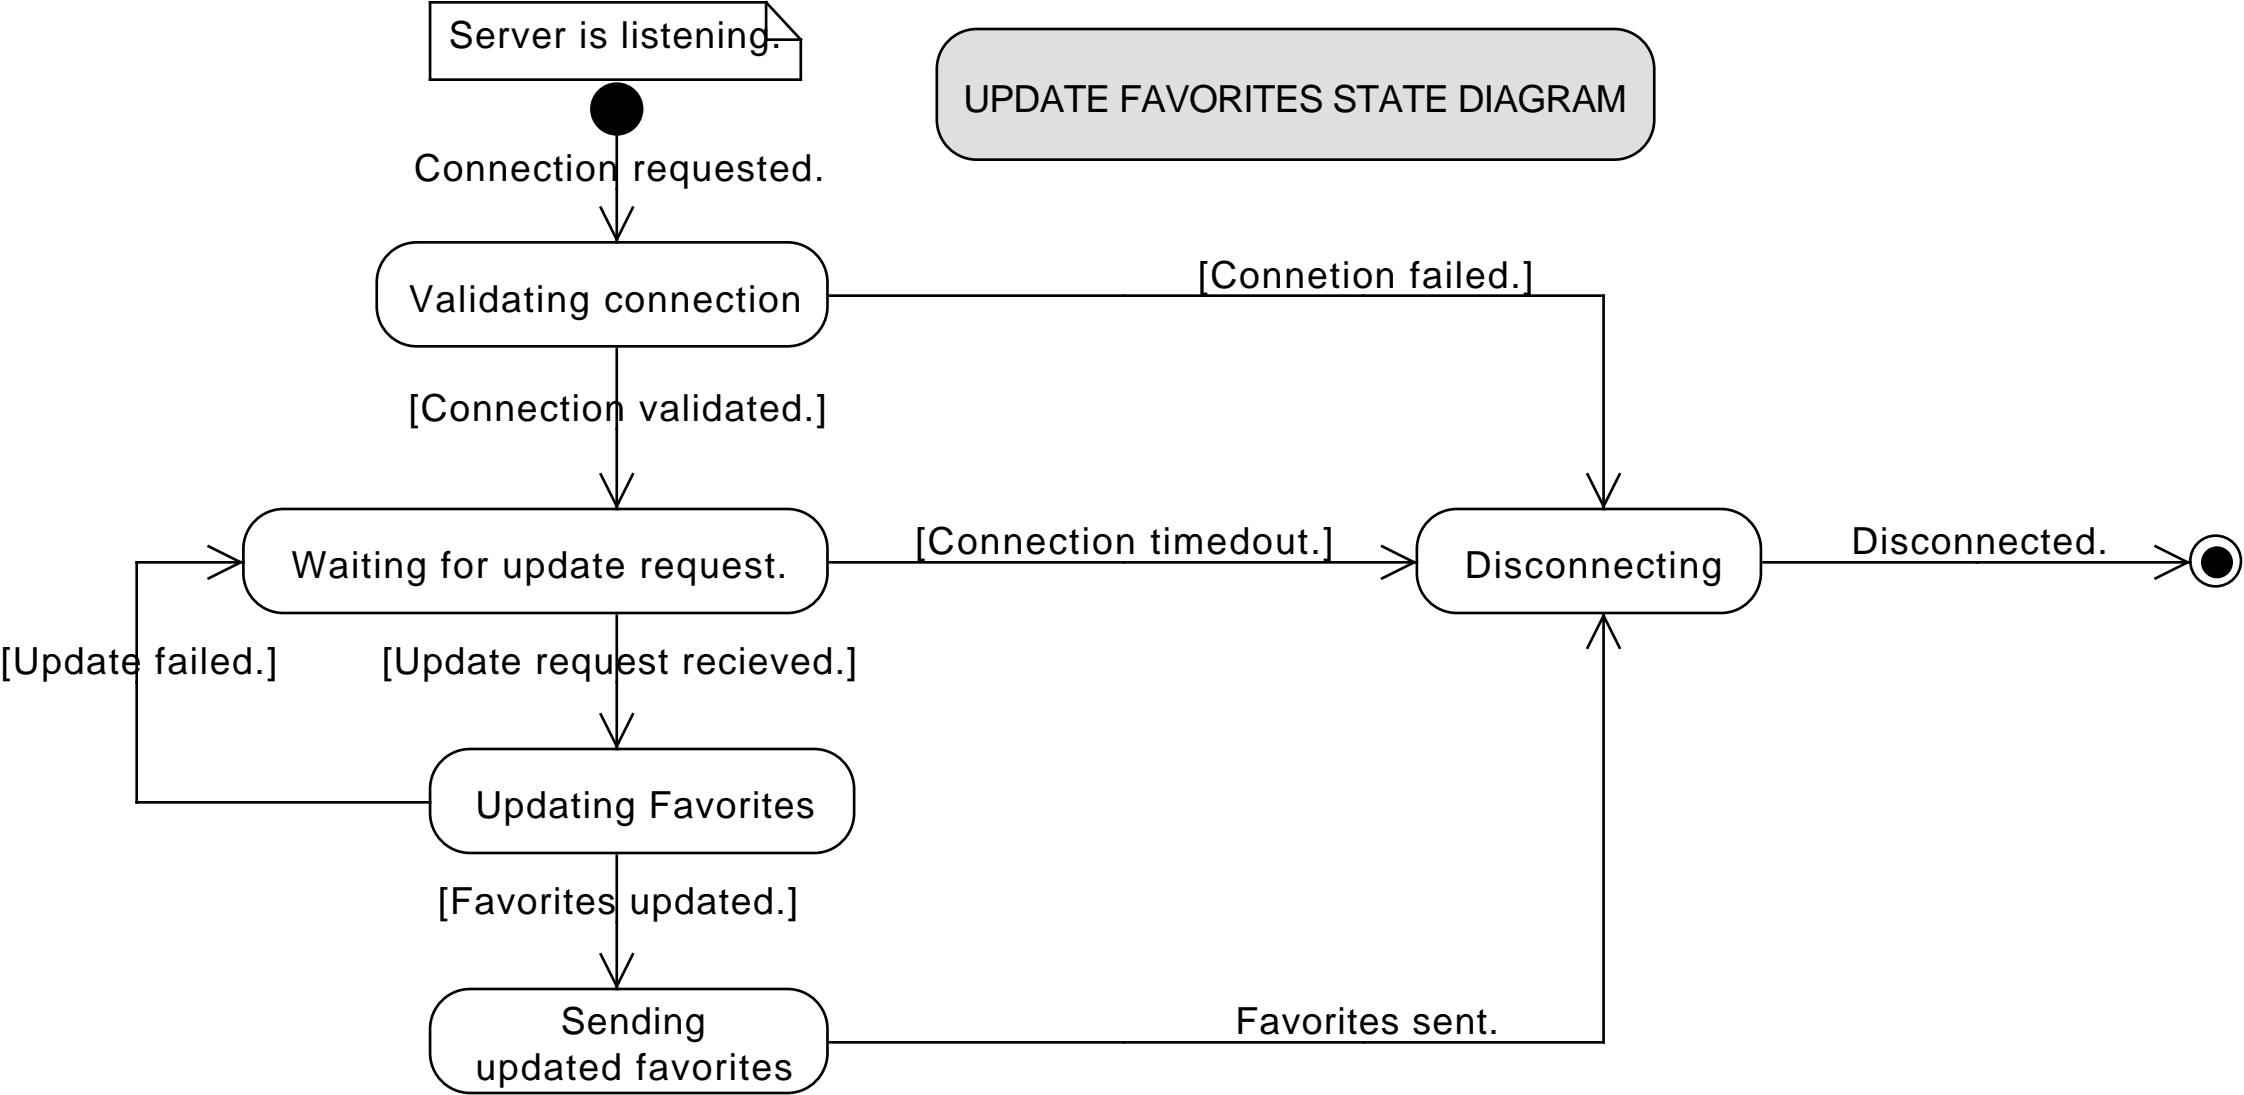 Server is listening.
UPDATE FAVORITES STATE DIAGRAM
Connection requested.
[Connetion failed.]
Validating connection
[Connection validated.]
[Connection timedout.]
Disconnected.
Waiting for update request.
Disconnecting
[Update failed.]
[Update request recieved.]
Updating Favorites
[Favorites updated.]
Sending
updated favorites
Favorites sent.